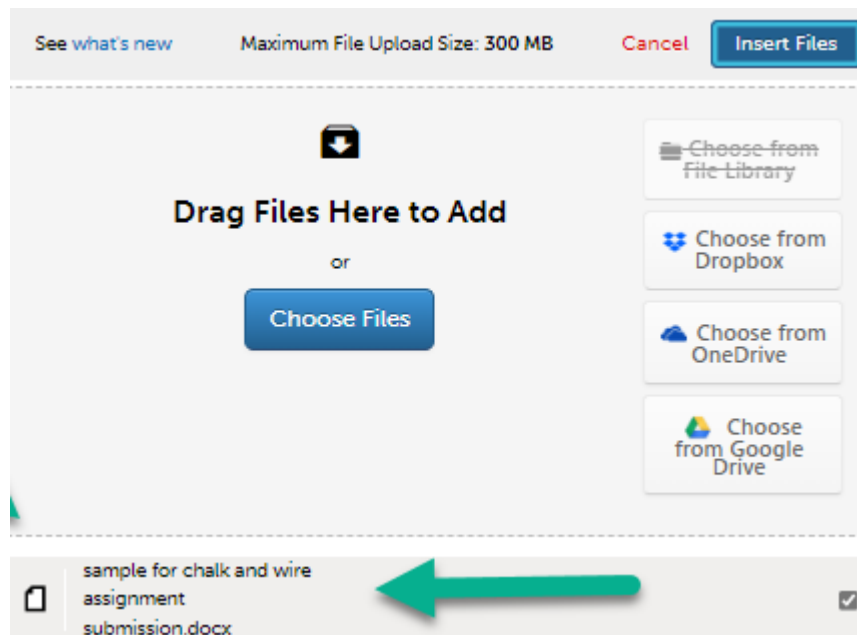 See what's new Maximum File Upload Size: 300 MB Cancel Insert Files
Drag Files Here to Add
or
Choose Files
Choose from
File Library
Choose from
Dropbox
Choose from
OneDrive
Choose
from Google
Drive
sample for chalk and wire
assignment
submission.docx